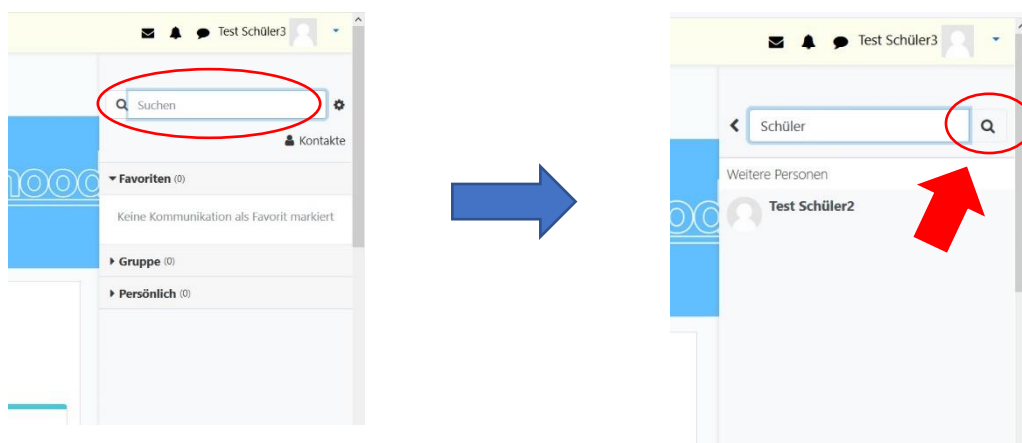 Test Schüler3
Suchen
Kontakte
Favoriten (0)
Keine Kommunikation als Favorit markiert
Gruppe (0)
Persönlich (0)
Test Schüler3
Schüler
Weitere Personen
Test Schüler2